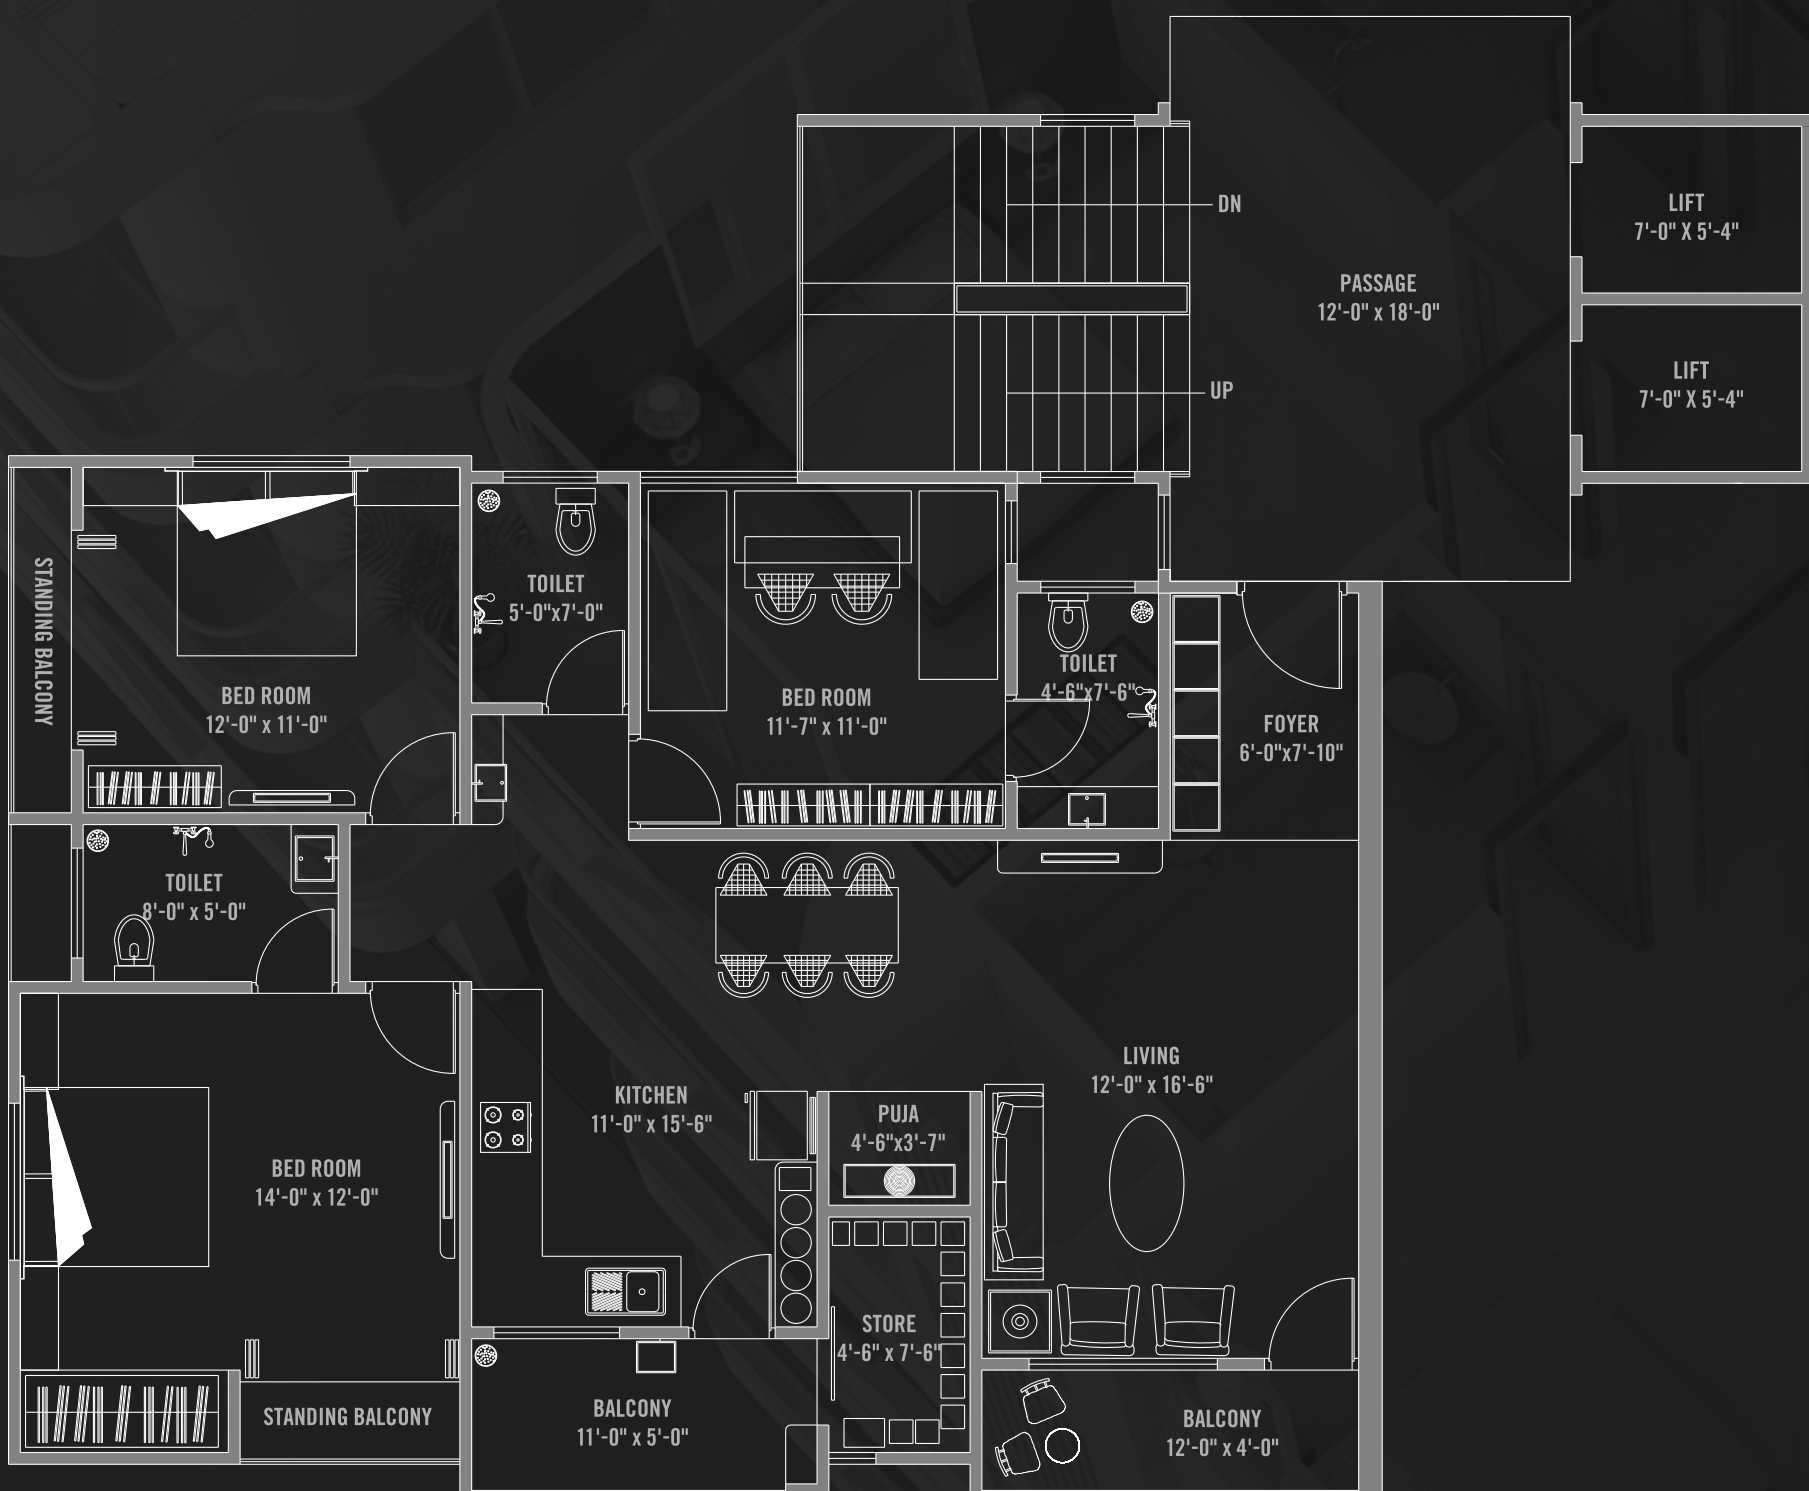 DN
LIFT
7'-0" X 5'-4"
PASSAGE
12'-0" x 18'-0"
LIFT
7'-0" X 5'-4"
UP
STANDING BALCONY
BED ROOM
12'-0" x 11'-0"
TOILET
5'-0"x7'-0"
BED ROOM
11'-7" x 11'-0"
TOILET
4'-6"x7'-6"
FOYER
6'-0"x7'-10"
TOILET
8'-0" x 5'-0"
LIVING
12'-0" x 16'-6"
KITCHEN
11'-0" x 15'-6"
PUJA
4'-6"x3'-7"
BED ROOM
14'-0" x 12'-0"
STORE
4'-6" x 7'-6"
STANDING BALCONY
BALCONY
11'-0" x 5'-0"
BALCONY
12'-0" x 4'-0"